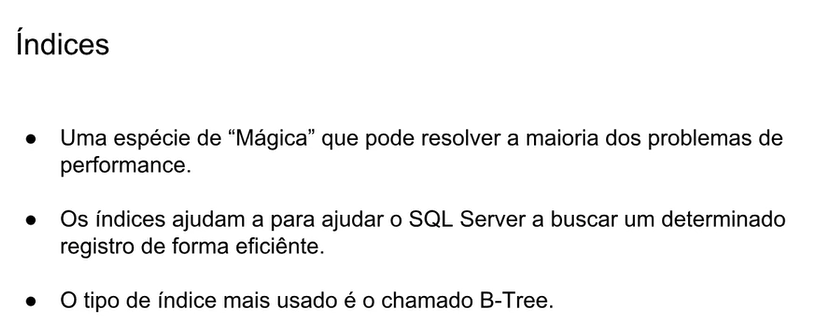 Índices
● Uma espécie de “Mágica” que pode resolver a maioria dos problemas de
performance.
● Os índices ajudam a para ajudar o SQL Server a buscar um determinado
registro de forma eficiênte.
● O tipo de índice mais usado é o chamado B-Tree.